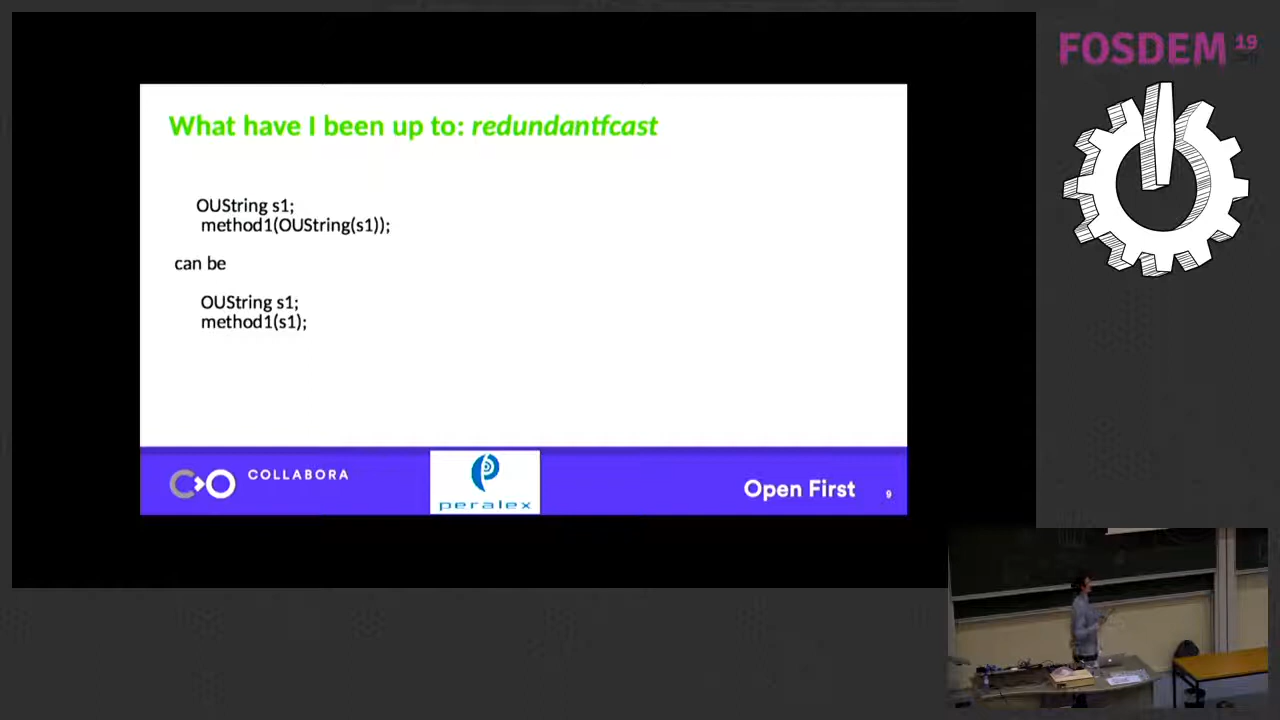 FOSDEM 19
What have I been up to: redundantfcast
OUString s1;
method1(OUString(s1));
can be
OUString s1;
method1(s1);
COLLABORA
peralex
Open First
9